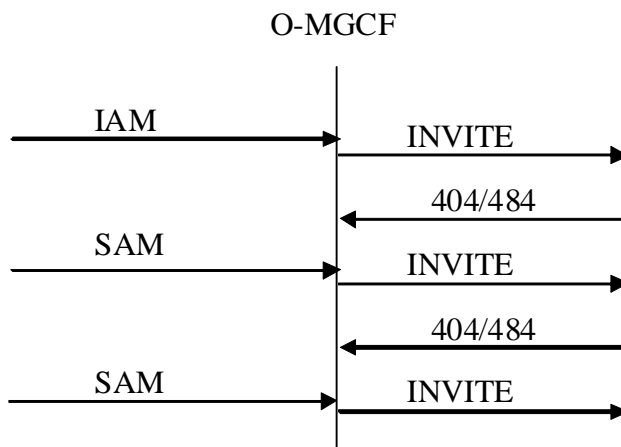 O-MGCF
IAM
INVITE
404/484
SAM
INVITE
404/484
SAM
INVITE